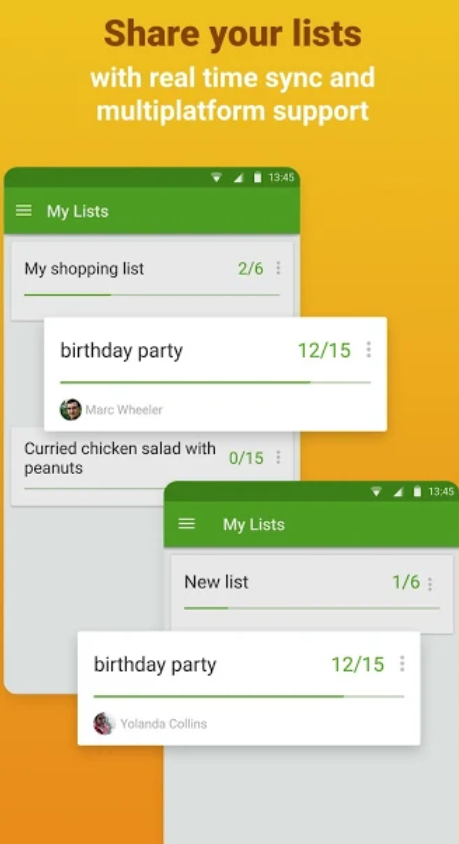 Share your lists
with real time sync and
multiplatform support
13:45
My Lists
My shopping list 2/6
birthday party 12/15
Marc Wheeler
Curried chicken salad with
peanuts 0/15
13:45
My Lists
New list 1/6
birthday party 12/15
Yolanda Collins